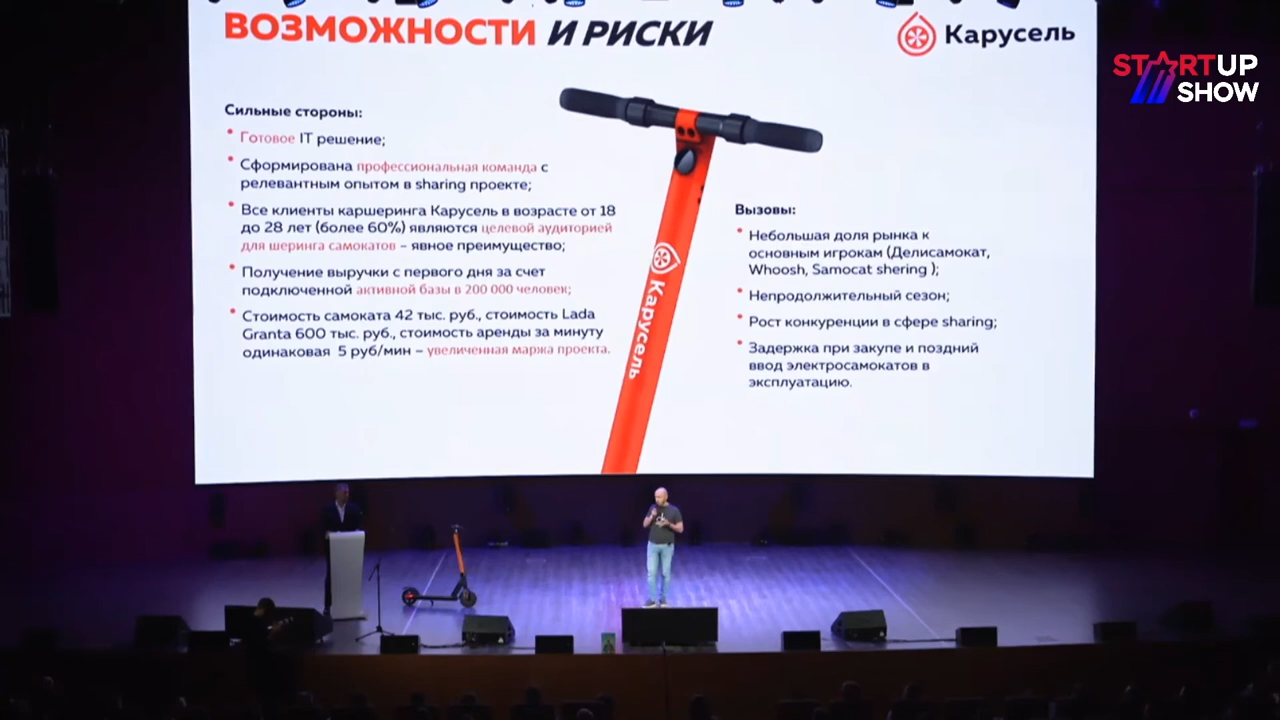 ВОЗМОЖНОСТИ И РИСКИ
Карусель
START UP
SHOW
Сильные стороны:
Готовое IT решение;
Сформирована профессиональная команда с
релевантным опытом в sharing проекте;
Все клиенты каршеринга Карусель в возрасте от 18
до 28 лет (более 60%) являются целевой аудиторией
для шеринга самокатов – явное преимущество;
Получение выручки с первого дня за счет
подключенной активной базы в 200 000 человек;
Стоимость самоката 42 тыс. руб., стоимость Lada
Granta 600 тыс. руб., стоимость аренды за минуту
одинаковая 5 руб/мин – увеличенная маржа проекта.
Карусель
Вызовы:
Небольшая доля рынка к
основным игрокам (Делисамокат,
Whoosh, Samocat shering );
Непродолжительный сезон;
Рост конкуренции в сфере sharing;
Задержка при закупе и поздний
ввод электросамокатов в
эксплуатацию.